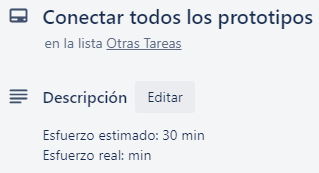 Conectar todos los prototipos
en la lista Otras Tareas
Descripción Editar
Esfuerzo estimado: 30 min
Esfuerzo real: min